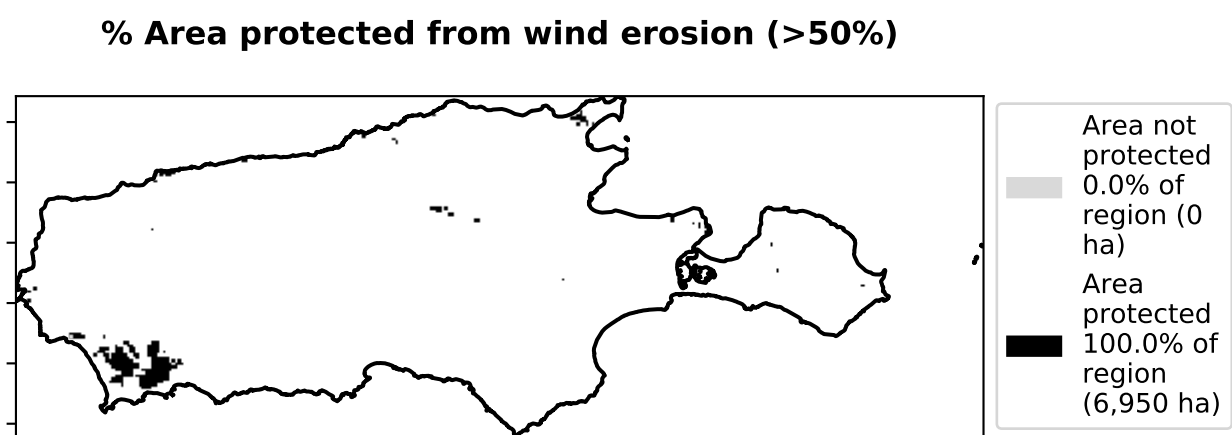 % Area protected from wind erosion (>50%)
Area not
protected
0.0% of
region (0
ha)
Area
protected
100.0% of
region
(6,950 ha)